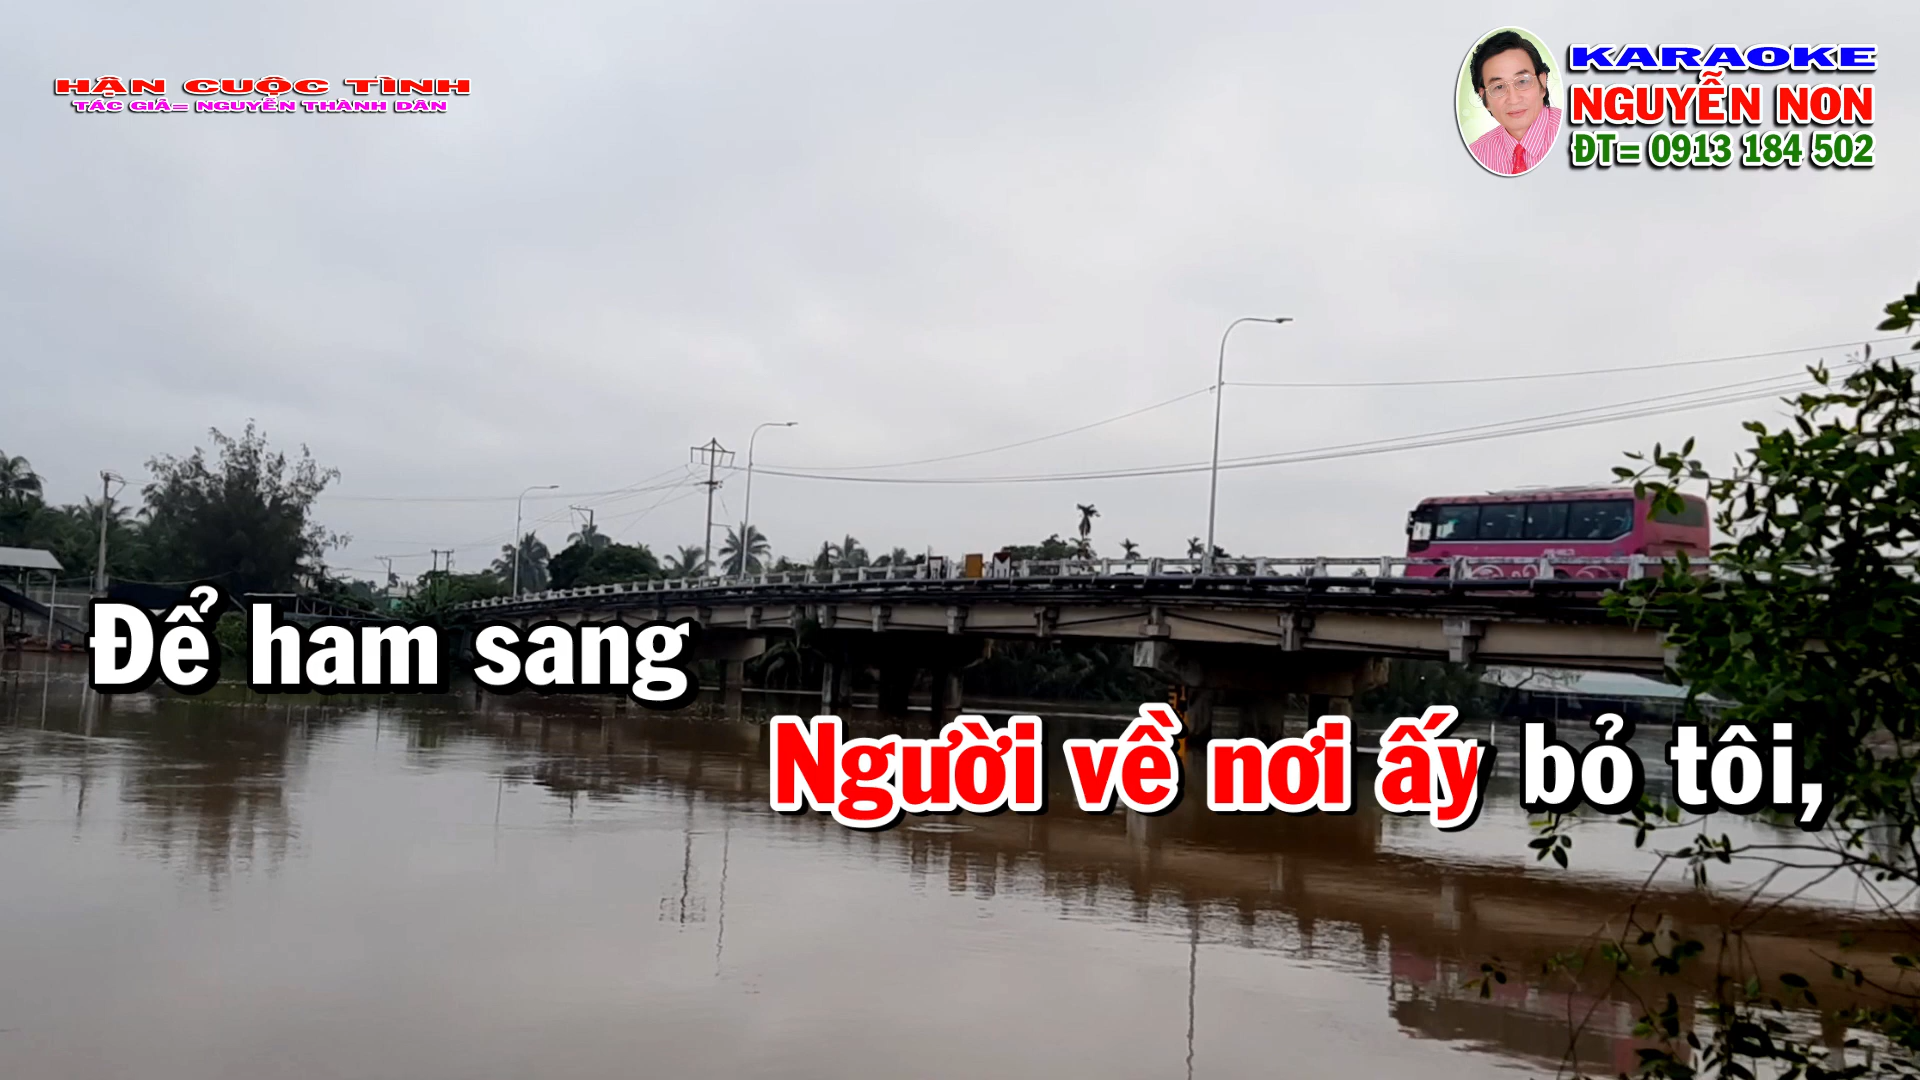 HẬN CUỘC TÌNH
TÁC GIẢ= NGUYỄN THÀNH DÂN
KARAOKE
NGUYỄN NON
ĐT= 0913 184 502
Để ham sang
Người về nơi ấy bỏ tôi,